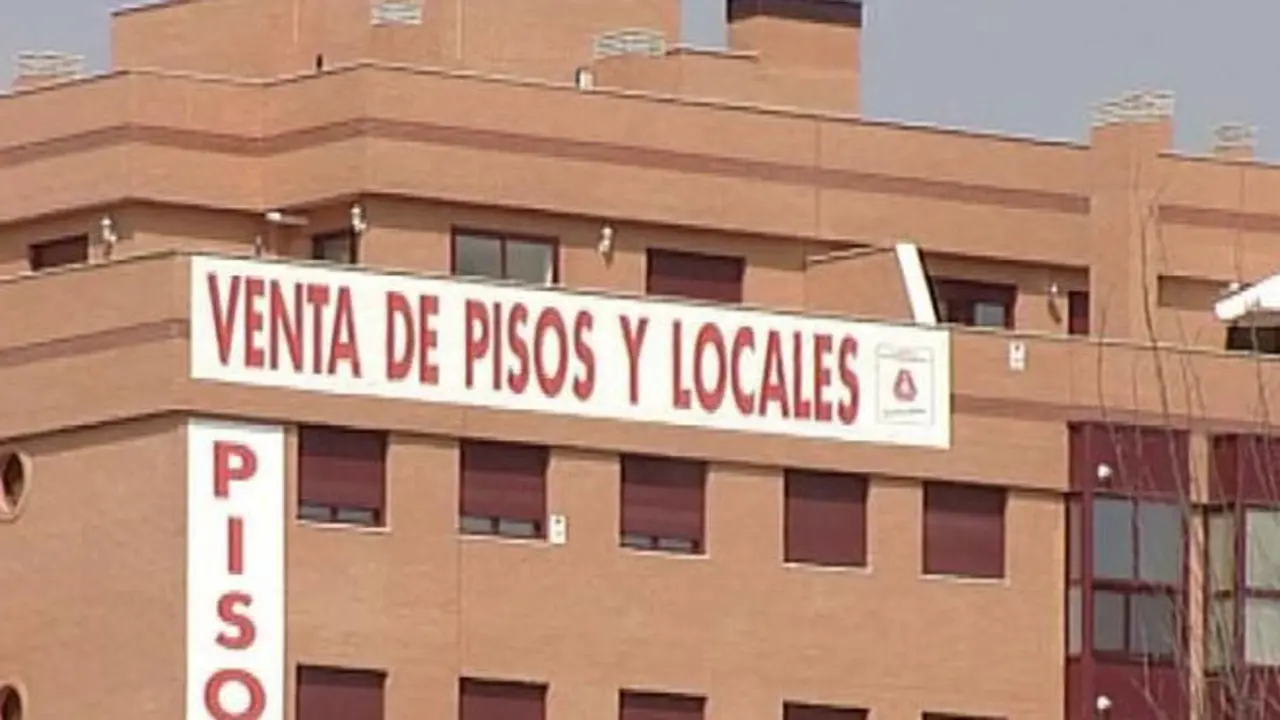 VENTA DE PISOS Y LOCALES
PISO